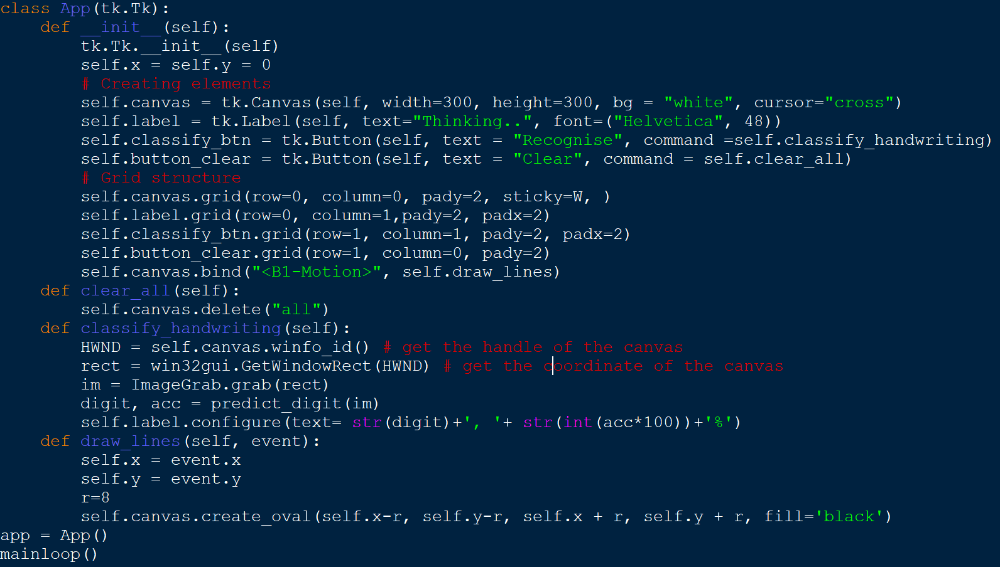 class App(tk.Tk):
    def __init__(self):
        tk.Tk.__init__(self)
        self.x = self.y = 0
        # Creating elements
        self.canvas = tk.Canvas(self, width=300, height=300, bg = "white", cursor="cross")
        self.label = tk.Label(self, text="Thinking..", font=("Helvetica", 48))
        self.classify_btn = tk.Button(self, text = "Recognise", command =self.classify_handwriting)
        self.button_clear = tk.Button(self, text = "Clear", command = self.clear_all)
        # Grid structure
        self.canvas.grid(row=0, column=0, pady=2, sticky=W, )
        self.label.grid(row=0, column=1,pady=2, padx=2)
        self.classify_btn.grid(row=1, column=1, pady=2, padx=2)
        self.button_clear.grid(row=1, column=0, pady=2)
        self.canvas.bind("<B1-Motion>", self.draw_lines)
    def clear_all(self):
        self.canvas.delete("all")
    def classify_handwriting(self):
        HWND = self.canvas.winfo_id() # get the handle of the canvas
        rect = win32gui.GetWindowRect(HWND) # get the coordinate of the canvas
        im = ImageGrab.grab(rect)
        digit, acc = predict_digit(im)
        self.label.configure(text= str(digit)+', '+ str(int(acc*100))+'%')
    def draw_lines(self, event):
        self.x = event.x
        self.y = event.y
        r=8
        self.canvas.create_oval(self.x-r, self.y-r, self.x + r, self.y + r, fill='black')
app = App()
mainloop()